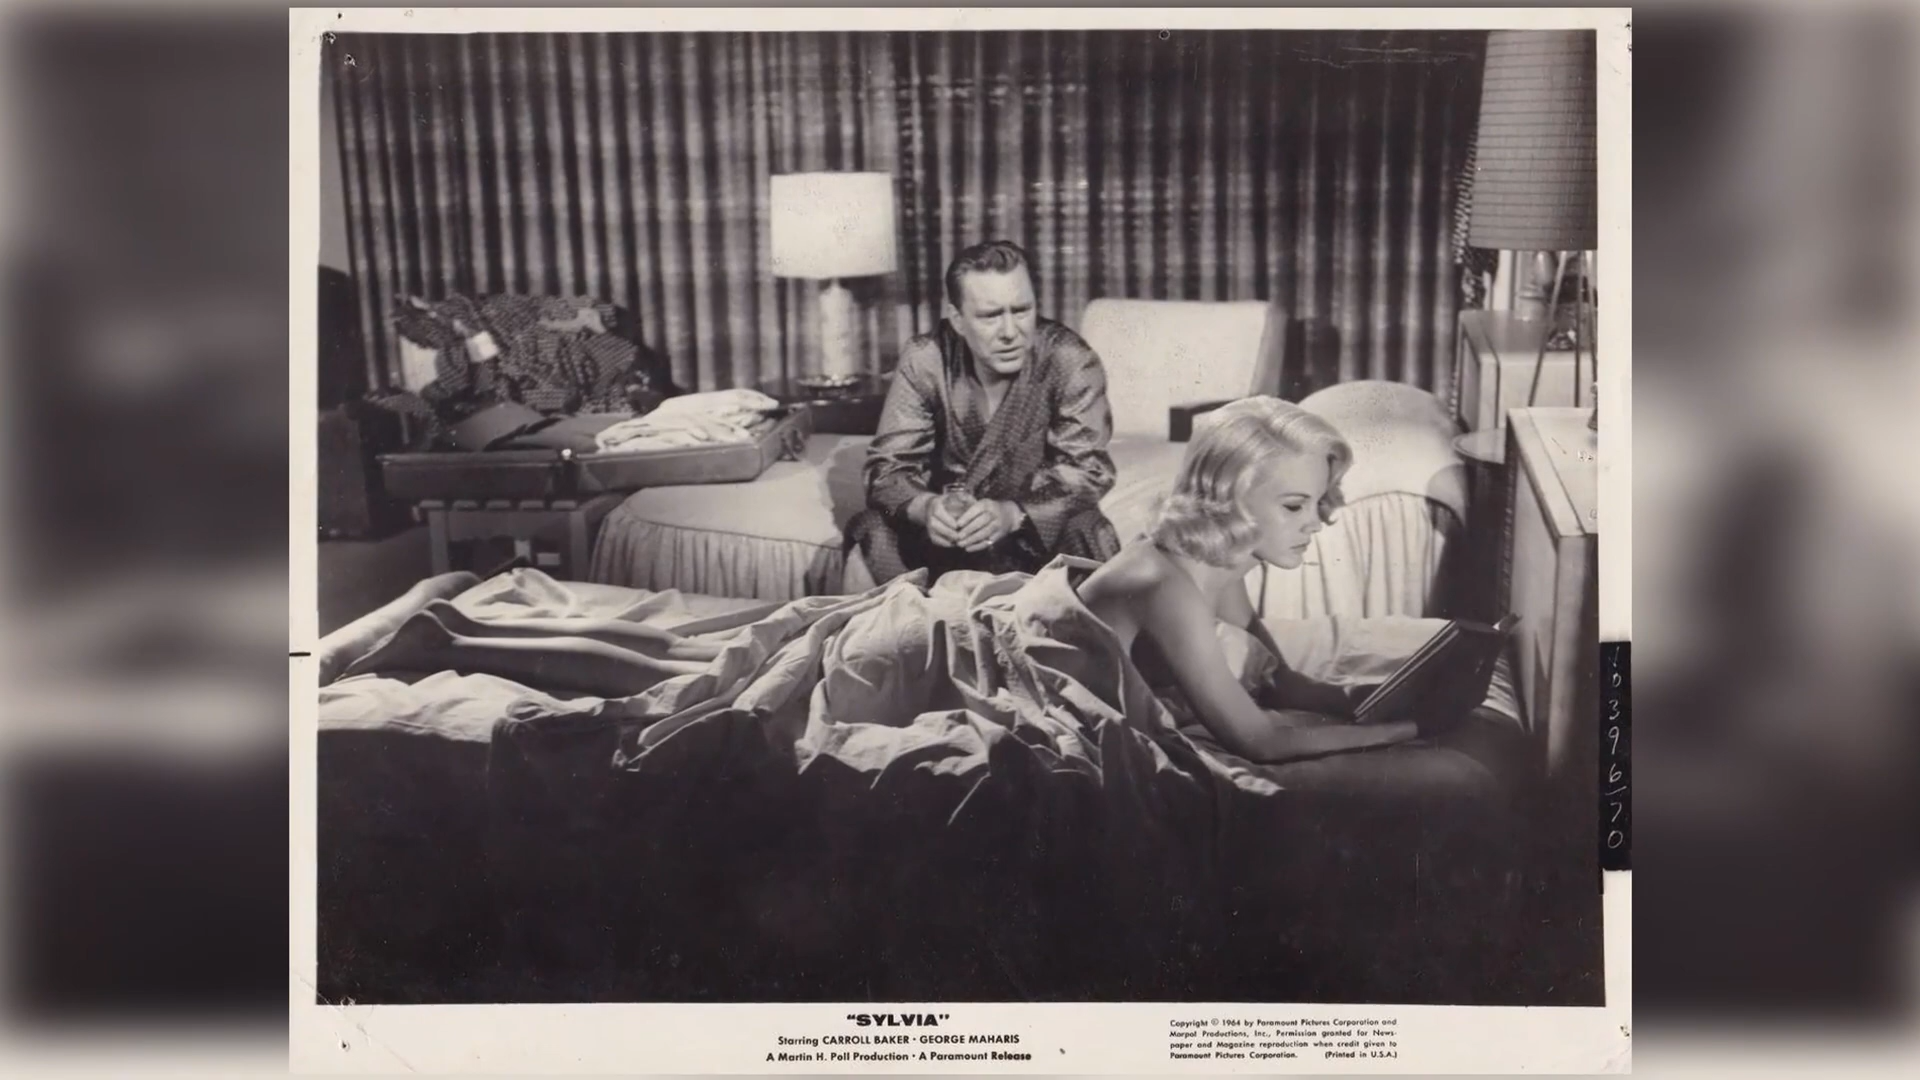 "SYLVIA"
Starring CARROLL BAKER · GEORGE MAHARIS
A Martin H. Poll Production · A Paramount Release
Copyright © 1964 by Paramount Pictures Corporation and
Marpol Productions, Inc., Permission granted for News-
paper and Magazine reproduction when credit given to
Paramount Pictures Corporation. (Printed in U.S.A.)